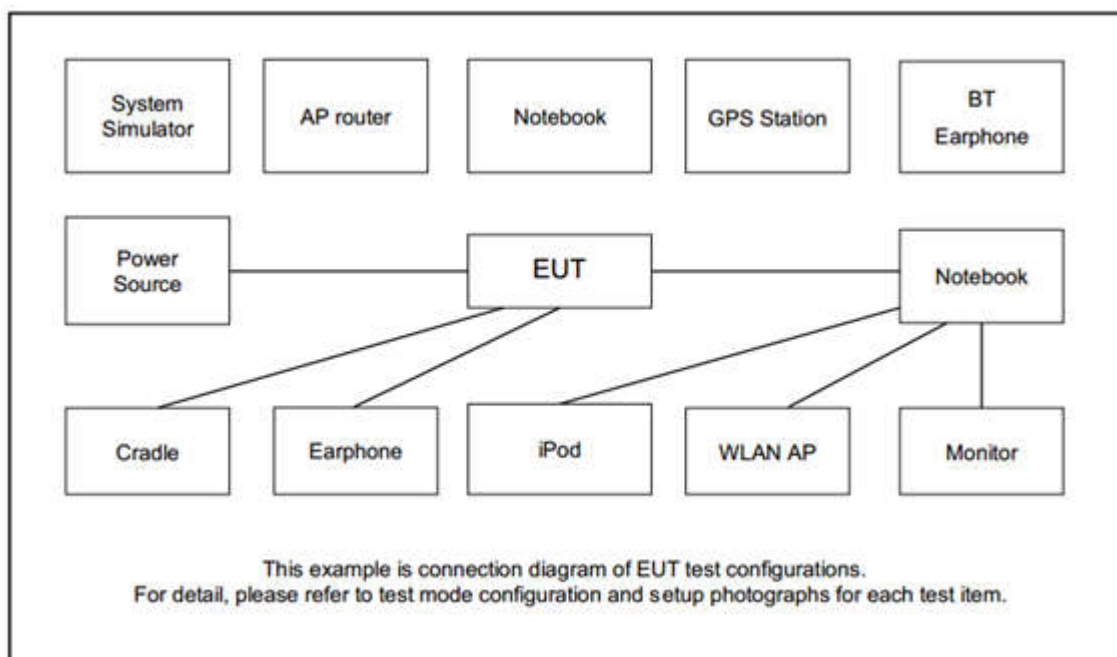 System
Simulator
AP router
Notebook
GPS Station
BT
Earphone
Power
Source
EUT
Notebook
Cradle
Earphone
iPod
WLAN AP
Monitor
This example is connection diagram of EUT test configurations.
For detail, please refer to test mode configuration and setup photographs for each test item.